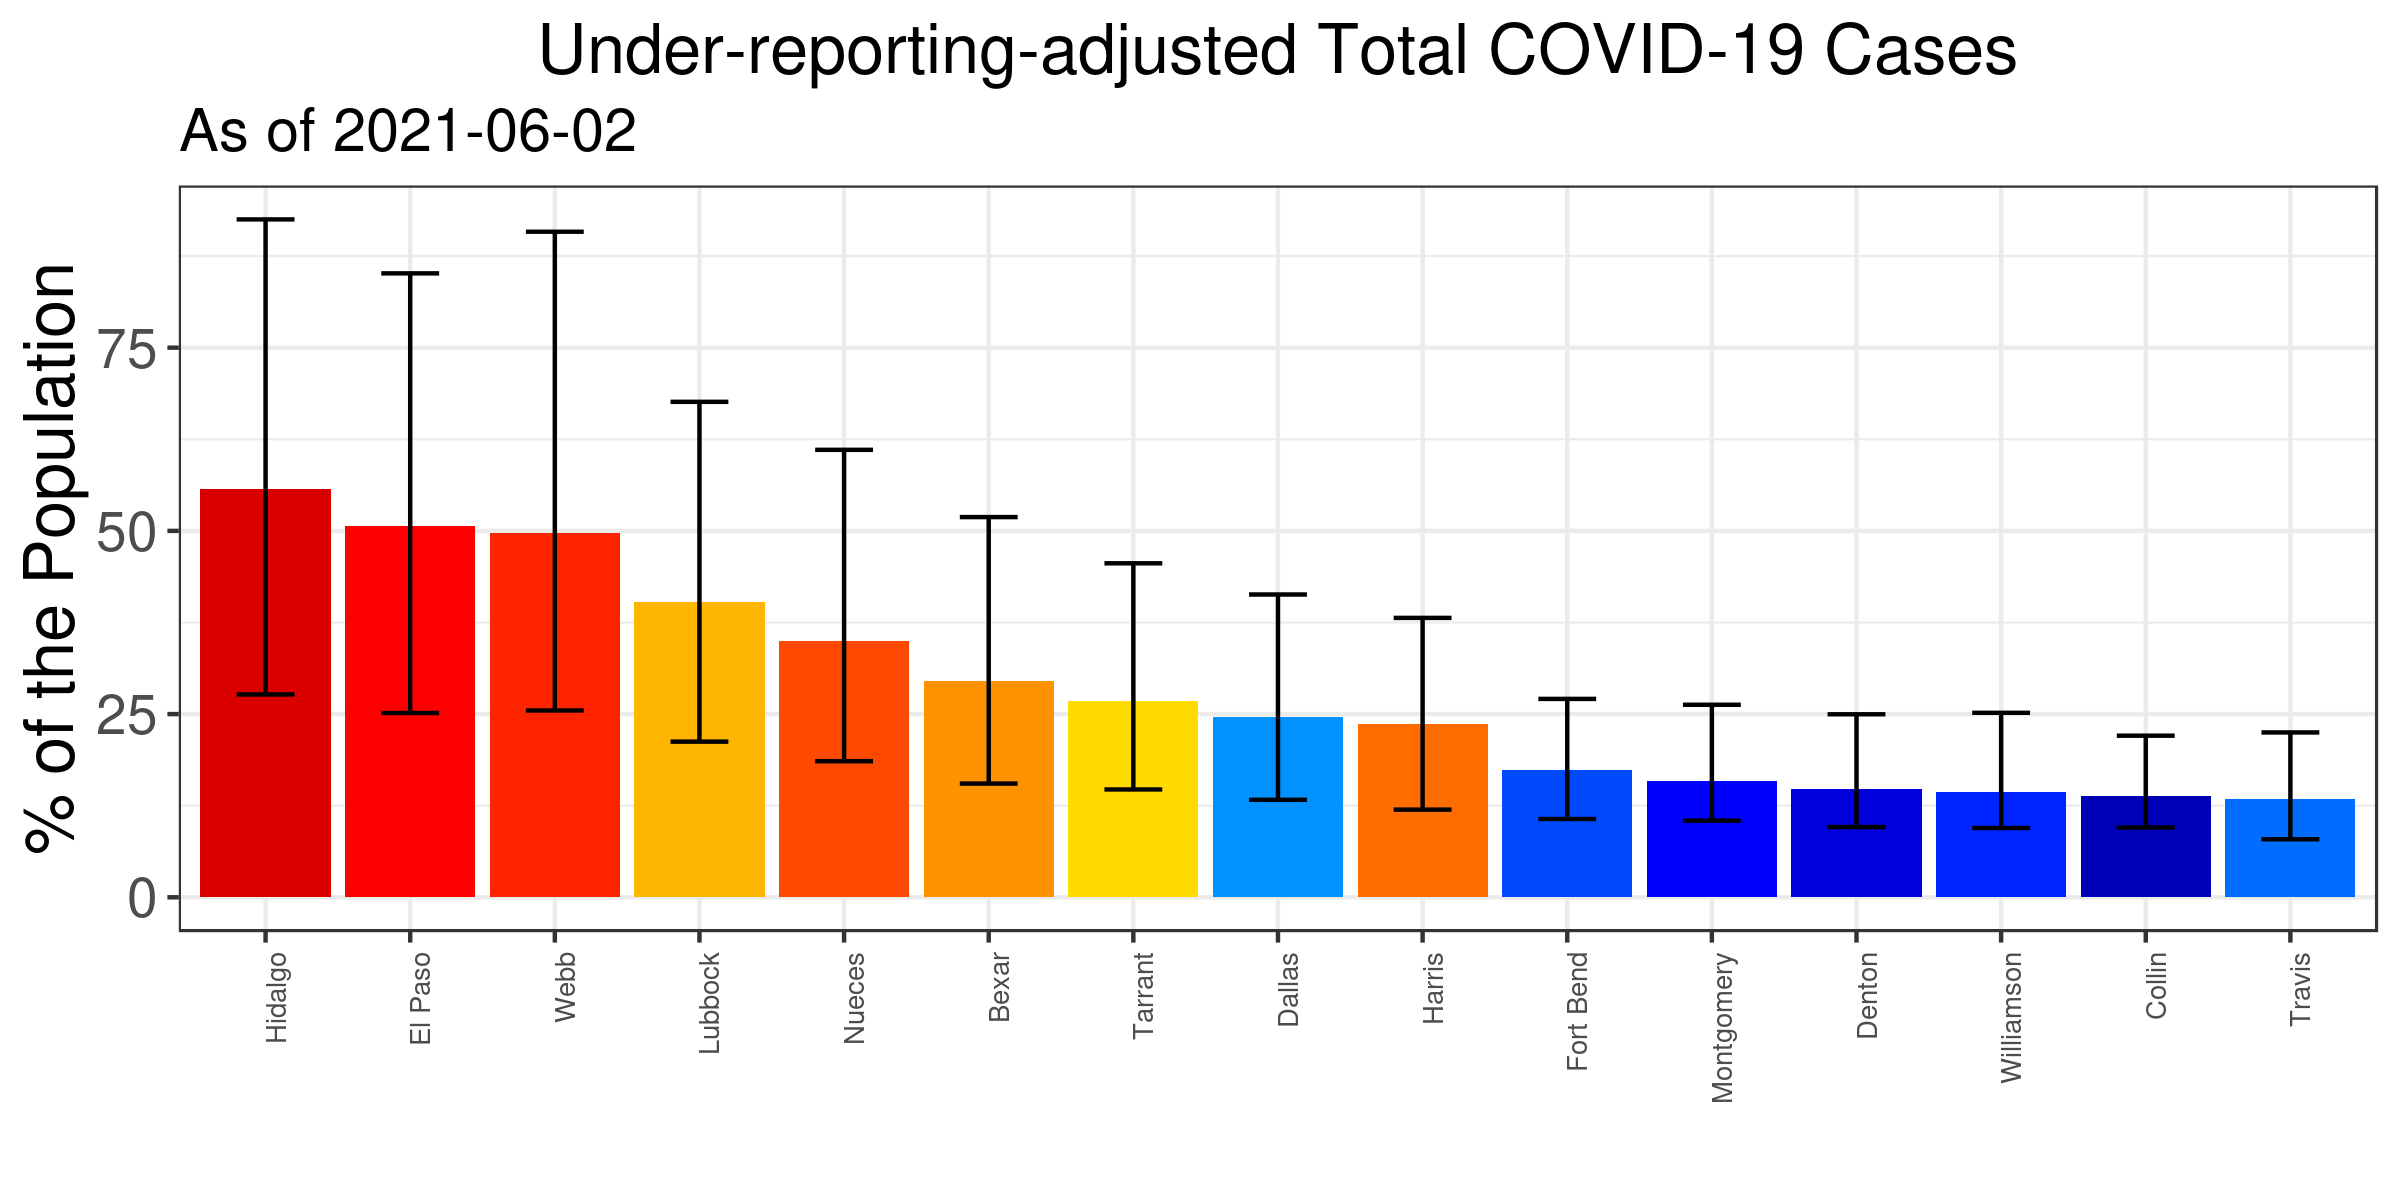 Under-reporting-adjusted Total COVID-19 Cases
As of 2021-06-02
% of the Population
75
50
25
0
Hidalgo
El Paso
Webb
Lubbock
Nueces
Bexar
Tarrant
Dallas
Harris
Fort Bend
Montgomery
Denton
Williamson
Collin
Travis